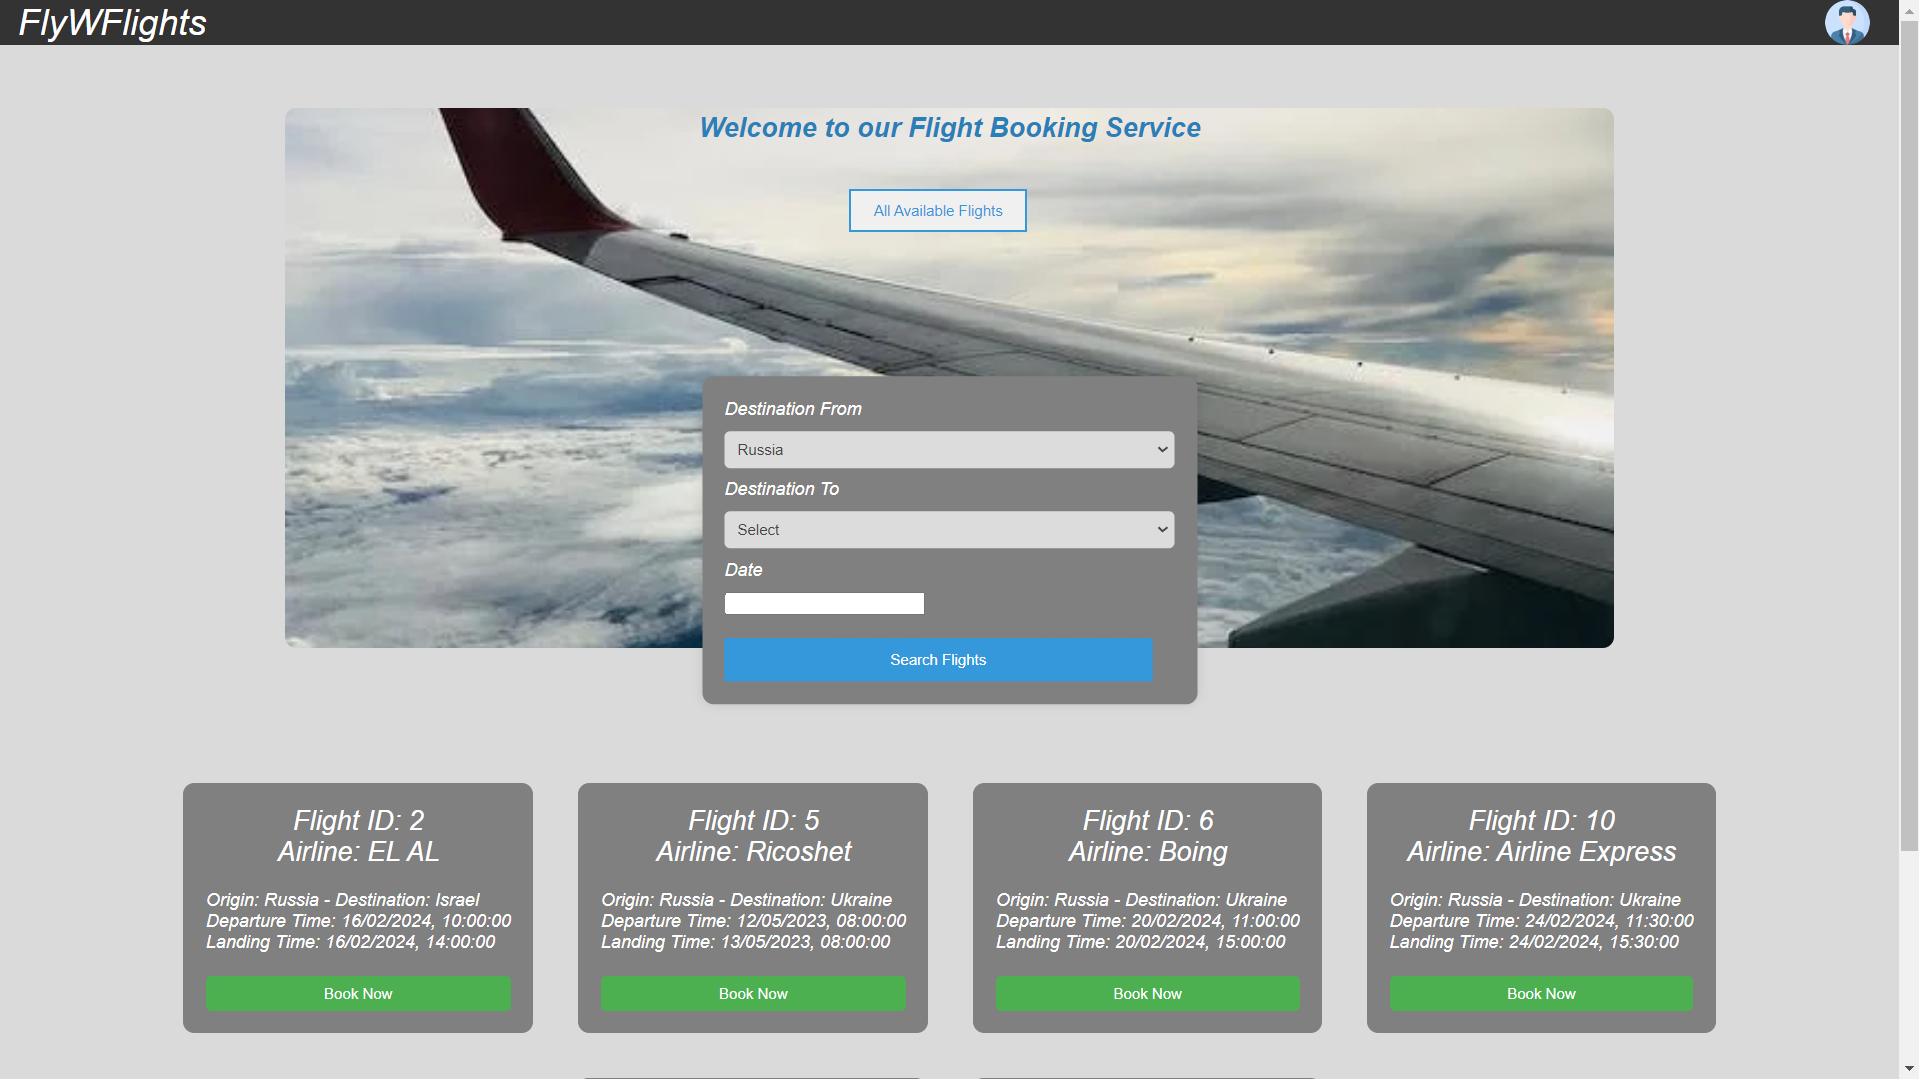 FlyWFlights
Welcome to our Flight Booking Service
All Available Flights
Destination From
Russia
Destination To
Select
Date
Search Flights
Flight ID: 2
Airline: EL AL
Origin: Russia - Destination: Israel
Departure Time: 16/02/2024, 10:00:00
Landing Time: 16/02/2024, 14:00:00
Book Now
Flight ID: 5
Airline: Ricoshet
Origin: Russia - Destination: Ukraine
Departure Time: 12/05/2023, 08:00:00
Landing Time: 13/05/2023, 08:00:00
Book Now
Flight ID: 6
Airline: Boing
Origin: Russia - Destination: Ukraine
Departure Time: 20/02/2024, 11:00:00
Landing Time: 20/02/2024, 15:00:00
Book Now
Flight ID: 10
Airline: Airline Express
Origin: Russia - Destination: Ukraine
Departure Time: 24/02/2024, 11:30:00
Landing Time: 24/02/2024, 15:30:00
Book Now